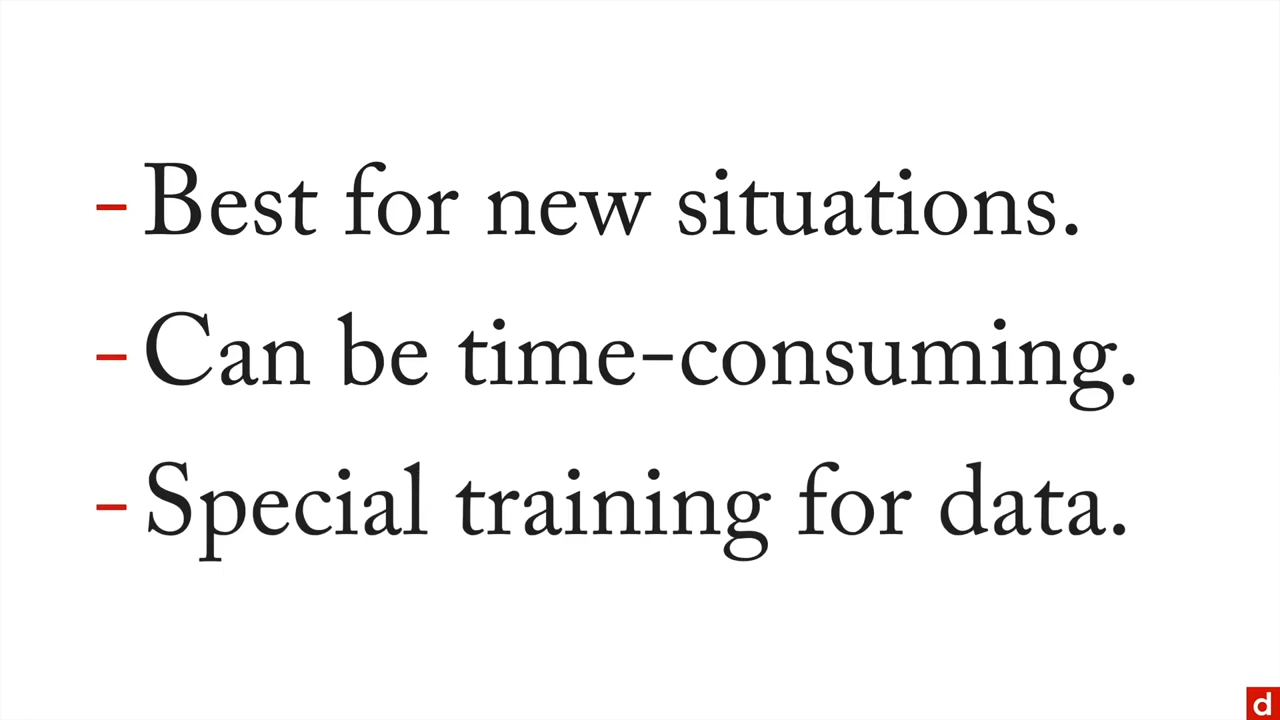 - Best for new situations.
- Can be time-consuming.
- Special training for data.
d